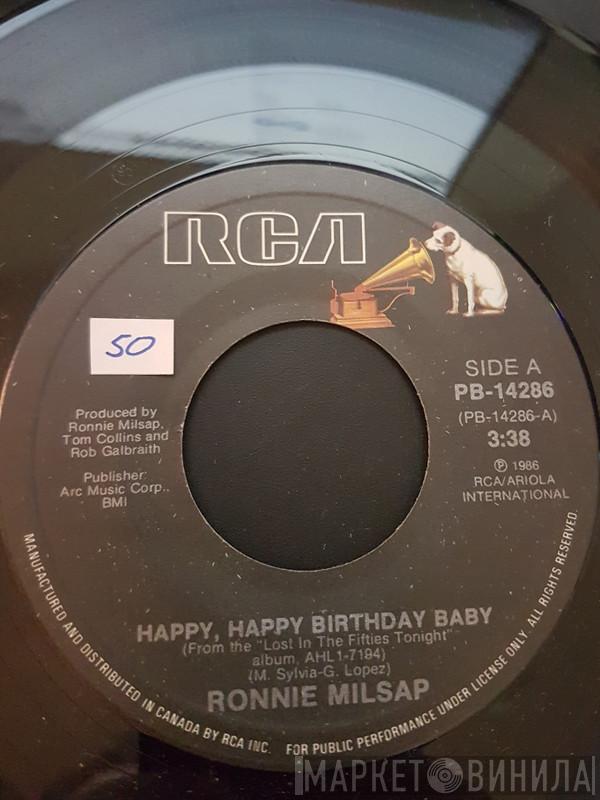 RCA
50
SIDE A
PB-14286
(PB-14286-A)
3:38
℗ 1986
RCA/ARIOLA
INTERNATIONAL
Produced by
Ronnie Milsap,
Tom Collins and
Rob Galbraith
Publisher:
Arc Music Corp.,
BMI
HAPPY, HAPPY BIRTHDAY BABY
(From the "Lost In The Fifties Tonight"
album, AHL1-7194)
(M. Sylvia-G. Lopez)
RONNIE MILSAP
MANUFACTURED AND DISTRIBUTED IN CANADA BY RCA INC. FOR PUBLIC PERFORMANCE UNDER LICENSE ONLY. ALL RIGHTS RESERVED.
МАРКЕТ ВИНИЛА